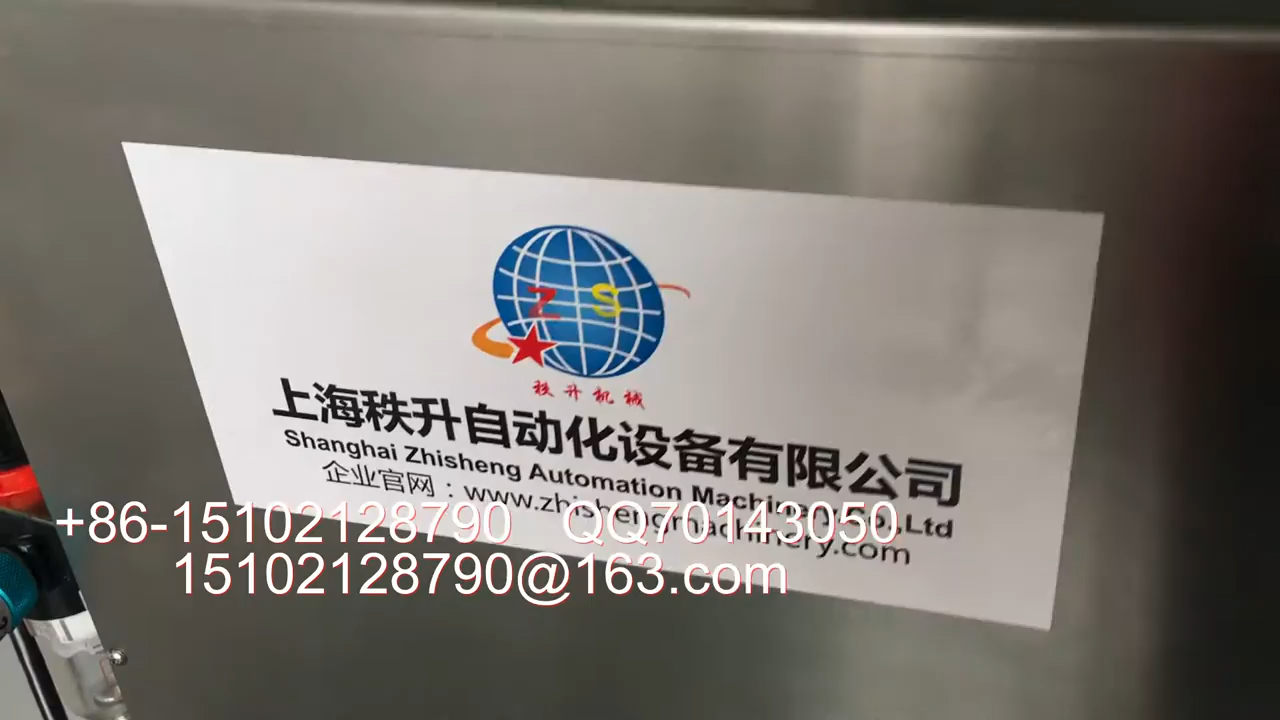 Z S
秩升机械
上海秩升自动化设备有限公司
Shanghai Zhisheng Automation Machinery Co.,Ltd
企业官网：www.zhishengmachinery.com
+86-15102128790 QQ70143050
15102128790@163.com